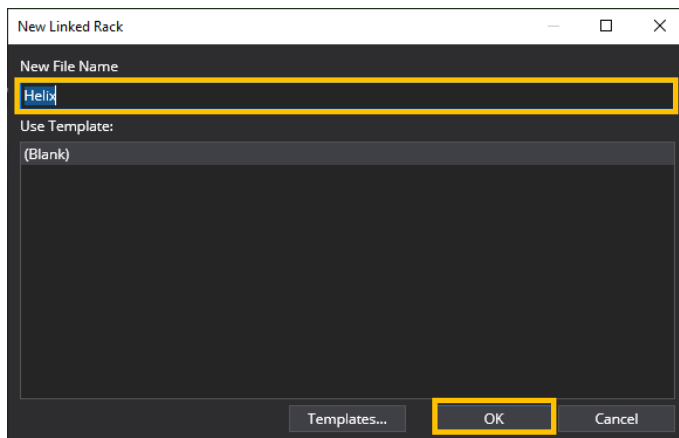 New Linked Rack
New File Name
Helix
Use Template:
(Blank)
Templates... OK Cancel